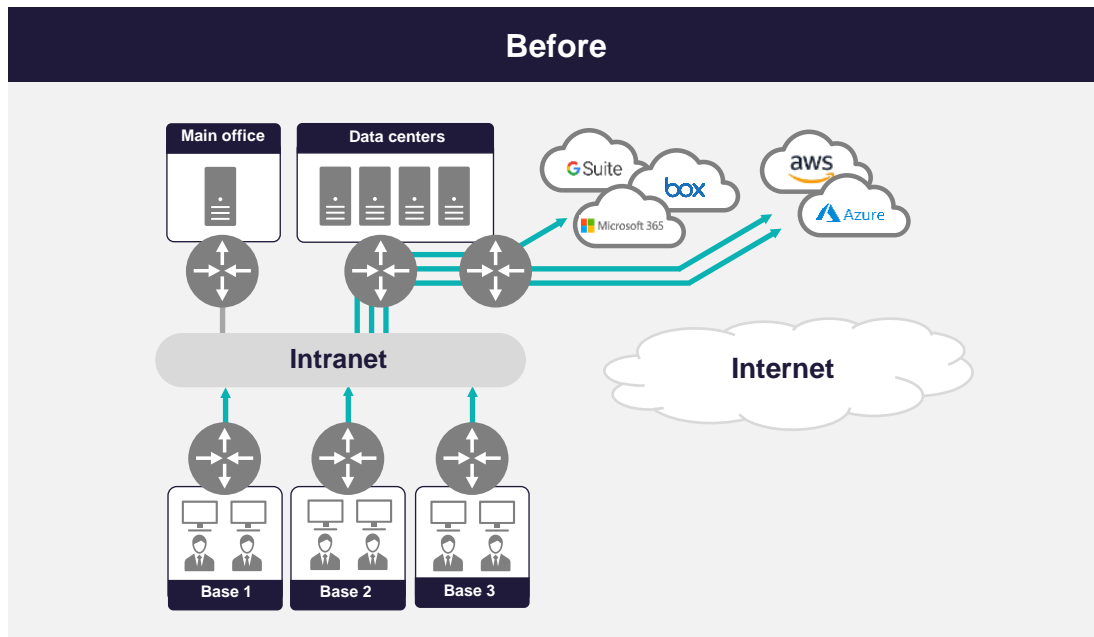 Before
Main office
Data centers
G Suite
box
Microsoft 365
aws
Azure
Intranet
Internet
Base 1
Base 2
Base 3